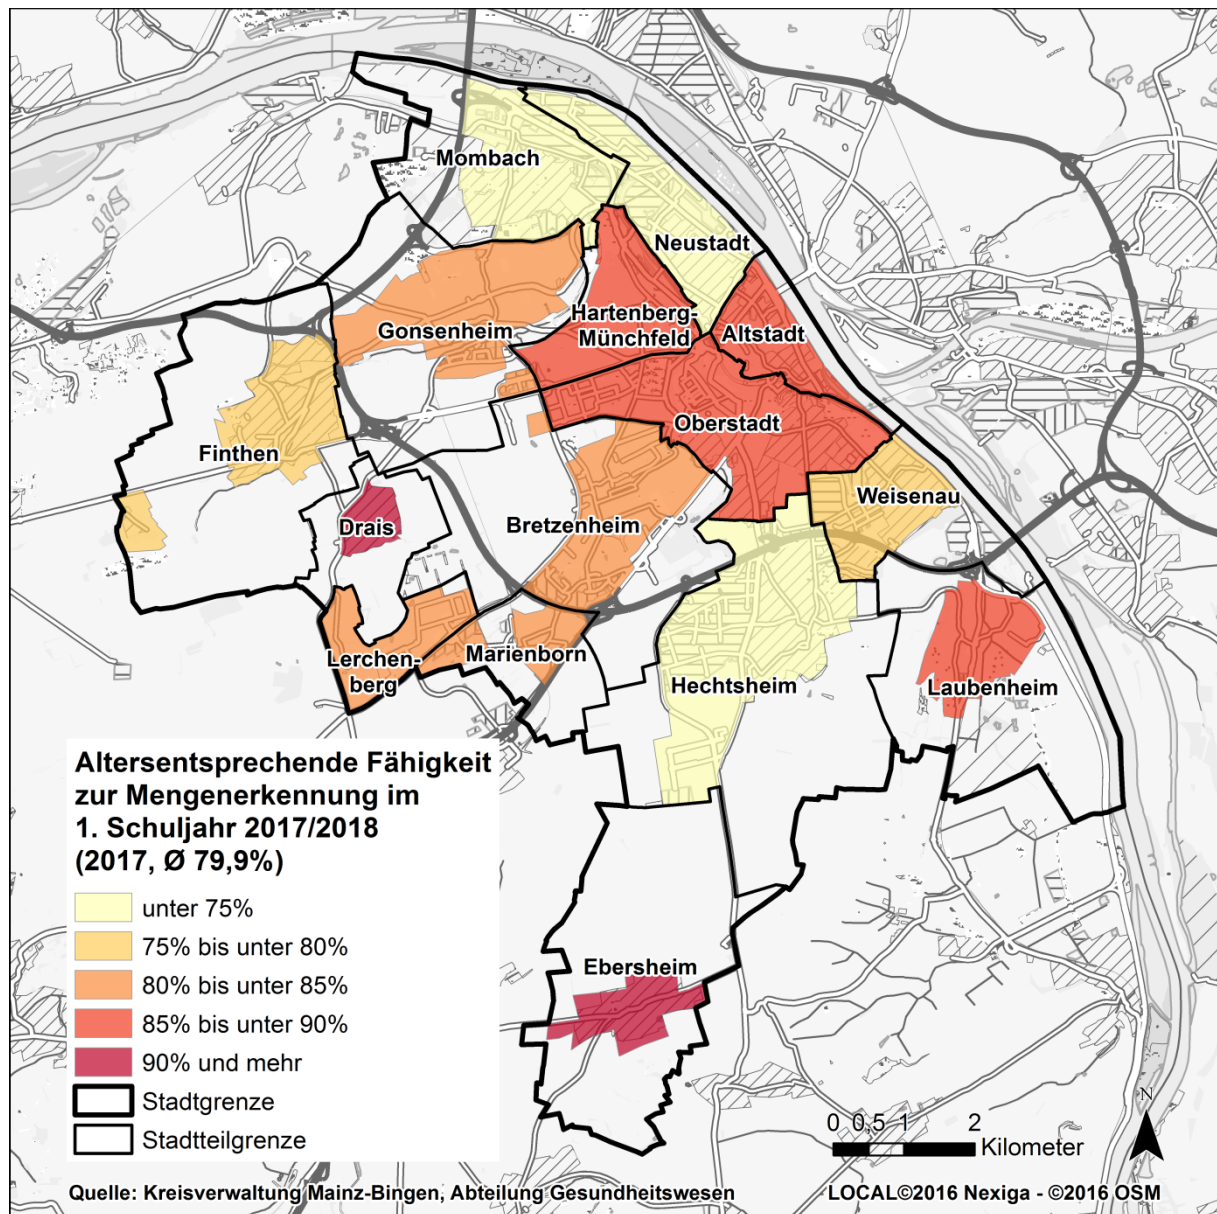 Mombach
Neustadt
Hartenberg-
Münchfeld
Altstadt
Gonsenheim
Oberstadt
Finthen
Weisenau
Drais
Bretzenheim
Lerchen-
berg
Marienborn
Hechtsheim
Laubenheim
Altersentsprechende Fähigkeit
zur Mengenerkennung im
1. Schuljahr 2017/2018
(2017, Ø 79,9%)
unter 75%
75% bis unter 80%
80% bis unter 85%
85% bis unter 90%
90% und mehr
Stadtgrenze
Stadtteilgrenze
Ebersheim
N
0 0,5 1 2
Kilometer
Quelle: Kreisverwaltung Mainz-Bingen, Abteilung Gesundheitswesen
LOCAL©2016 Nexiga - ©2016 OSM